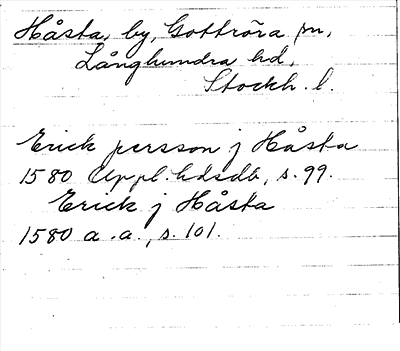 Håsta, by, Gottröra sn,
Långhundra hd,
Stockh. l.
Erick persson j Håsta
1580 Uppl. hdsdb, s. 99.
Erick j Håsta
1580 a.a., s. 101.